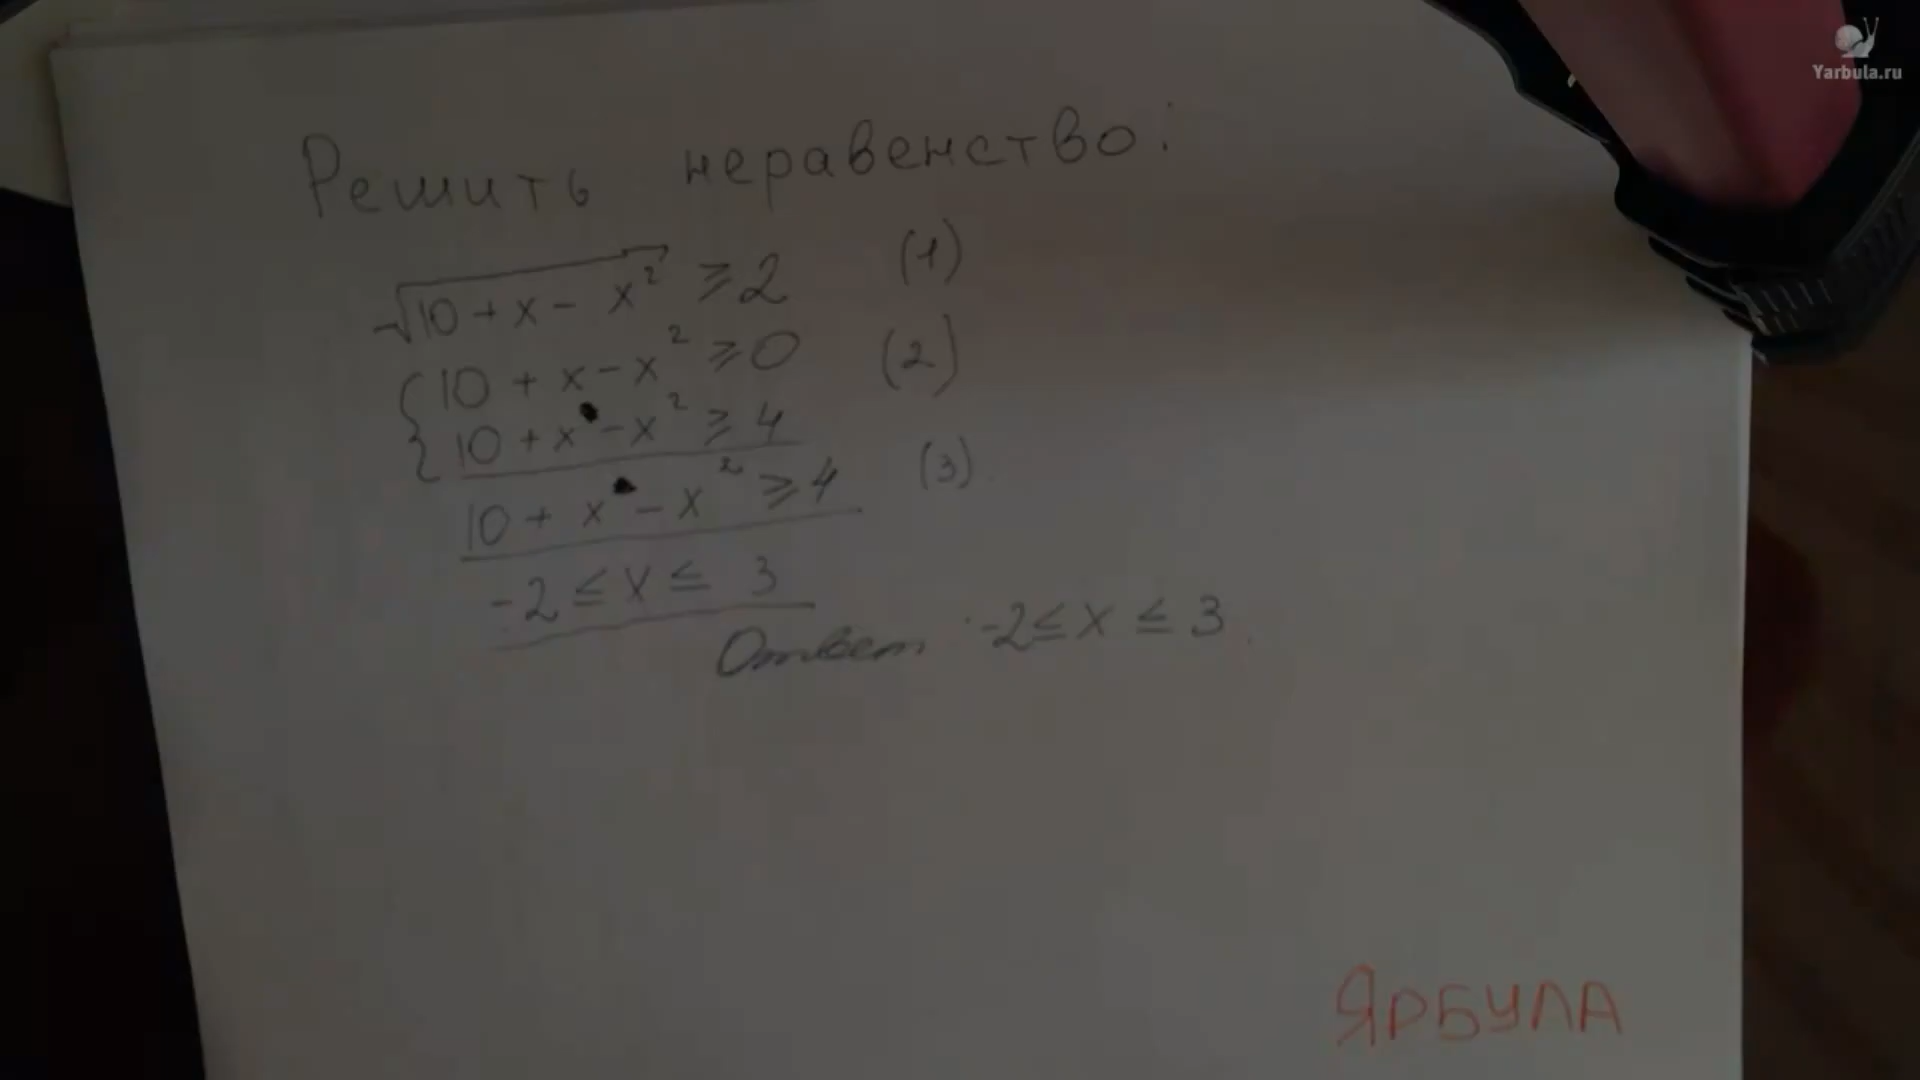 Решить неравенство:
√10 + x - x² ⩾ 2 (1)
{10 + x - x² ⩾ 0 (2)
10 + x - x² ⩾ 4
10 + x - x² ⩾ 4 (3)
-2 ≤ x ≤ 3
Ответ: -2 ≤ x ≤ 3.
ЯРБУЛА
Yarbula.ru